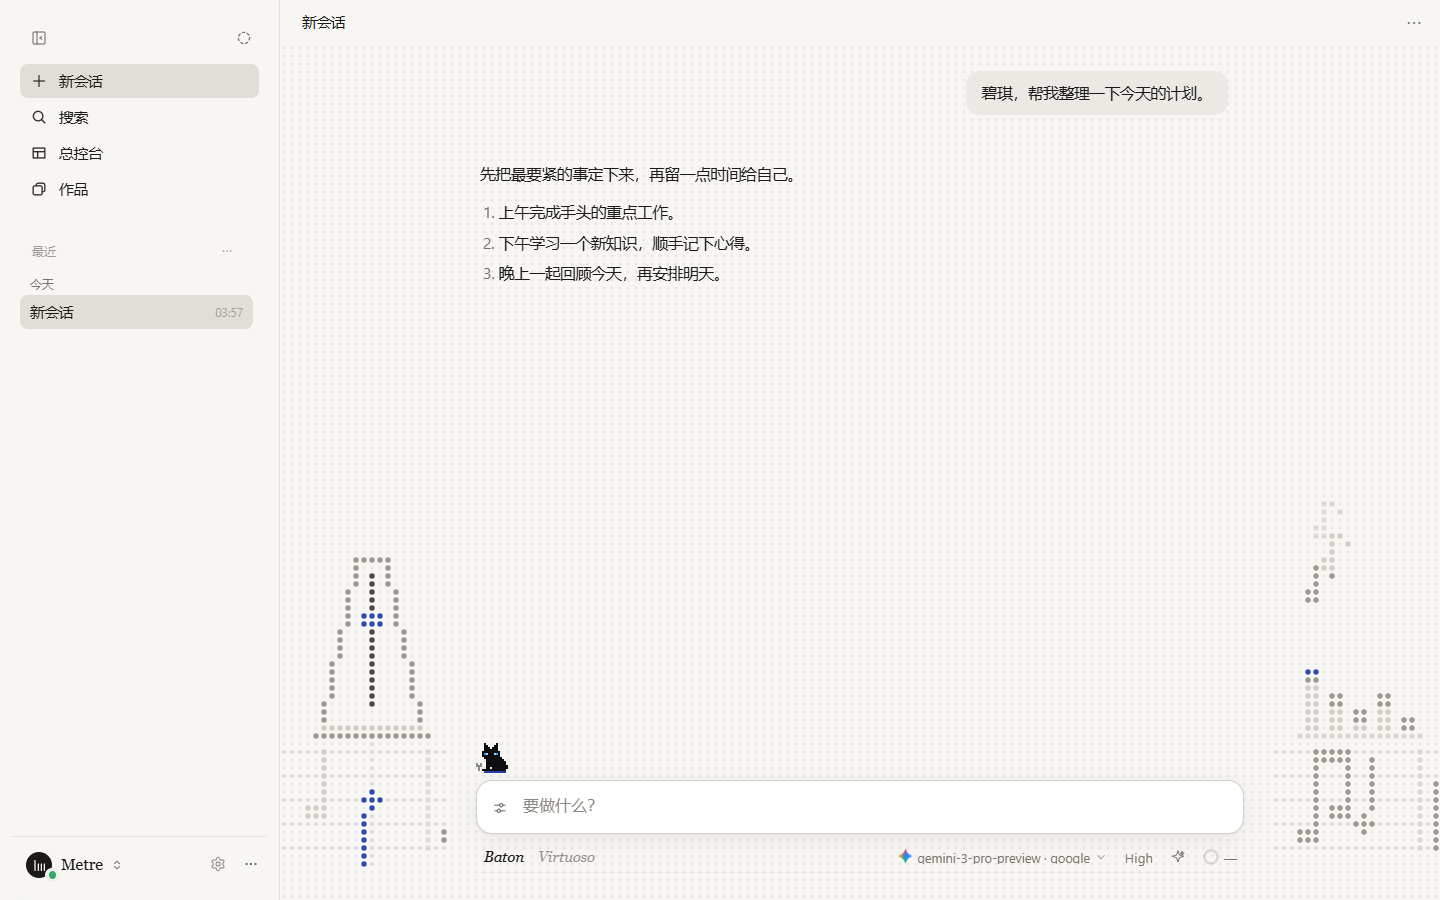 新会话
搜索
总控台
作品
最近
今天
新会话 03:57
Metre
新会话
碧琪，帮我整理一下今天的计划。
先把最要紧的事定下来，再留一点时间给自己。
1. 上午完成手头的重点工作。
2. 下午学习一个新知识，顺手记下心得。
3. 晚上一起回顾今天，再安排明天。
要做什么？
Baton Virtuoso
gemini-3-pro-preview · google High —